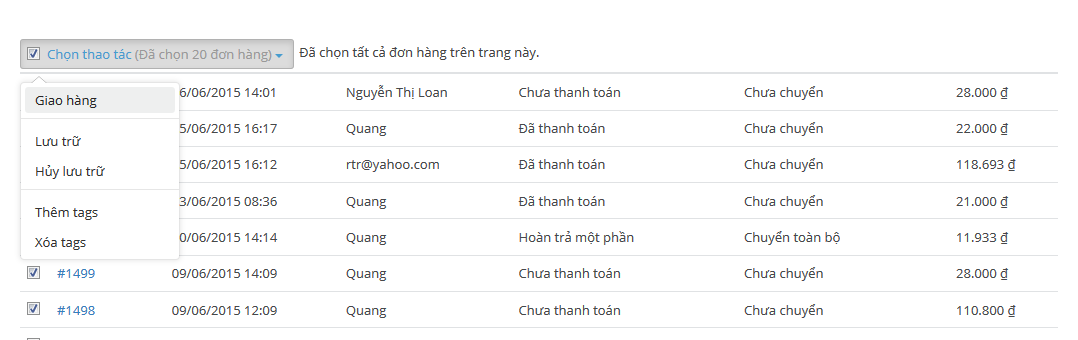 Chọn thao tác (Đã chọn 20 đơn hàng) Đã chọn tất cả đơn hàng trên trang này.
Giao hàng 6/06/2015 14:01 Nguyễn Thị Loan Chưa thanh toán Chưa chuyển 28.000 ₫
5/06/2015 16:17 Quang Đã thanh toán Chưa chuyển 22.000 ₫
Lưu trữ
Hủy lưu trữ 5/06/2015 16:12 rtr@yahoo.com Đã thanh toán Chưa chuyển 118.693 ₫
3/06/2015 08:36 Quang Đã thanh toán Chưa chuyển 21.000 ₫
Thêm tags
Xóa tags 0/06/2015 14:14 Quang Hoàn trả một phần Chuyển toàn bộ 11.933 ₫
#1499 09/06/2015 14:09 Quang Chưa thanh toán Chưa chuyển 28.000 ₫
#1498 09/06/2015 12:09 Quang Chưa thanh toán Chưa chuyển 110.800 ₫